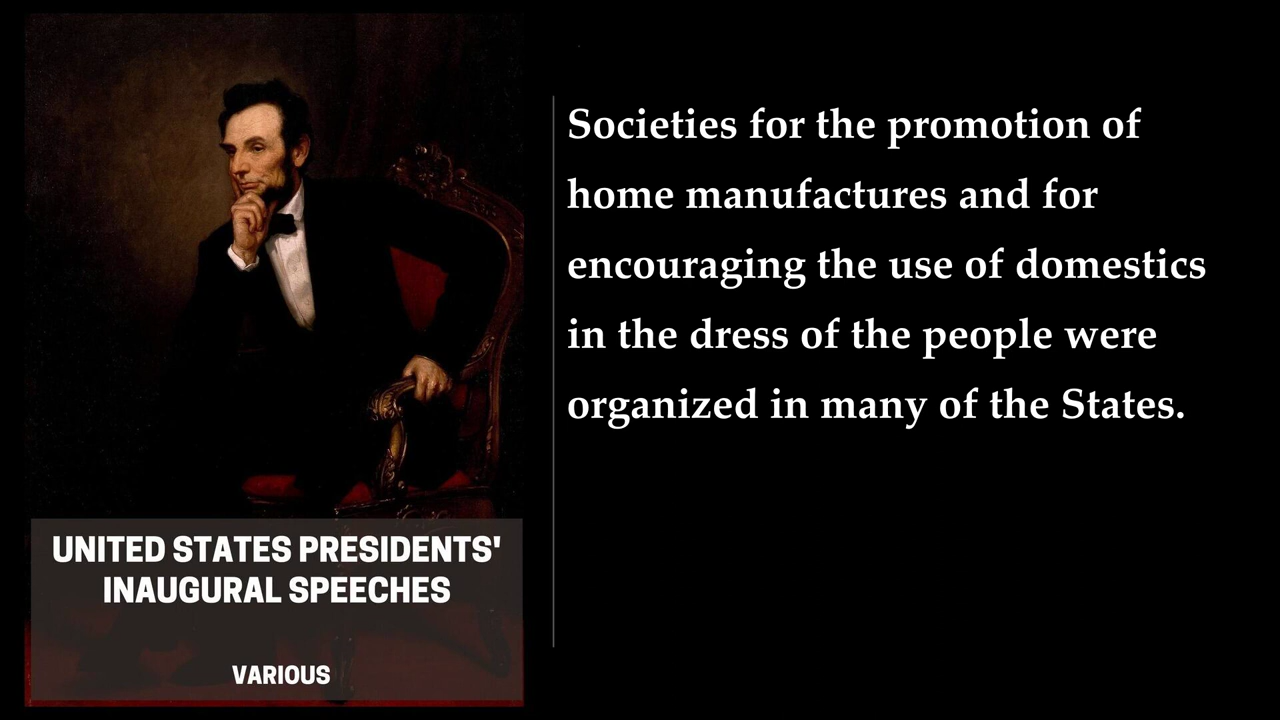 Societies for the promotion of
home manufactures and for
encouraging the use of domestics
in the dress of the people were
organized in many of the States.
UNITED STATES PRESIDENTS'
INAUGURAL SPEECHES
VARIOUS